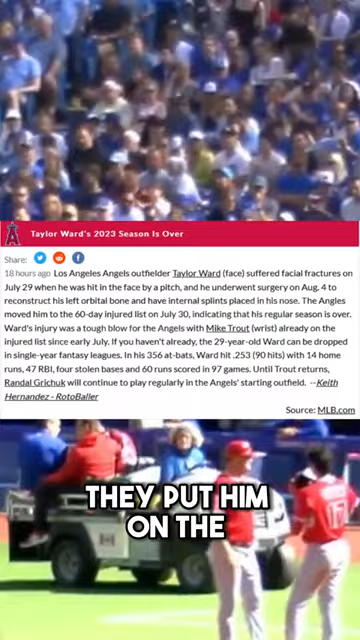 Taylor Ward's 2023 Season Is Over
Share:
18 hours ago Los Angeles Angels outfielder Taylor Ward (face) suffered facial fractures on
July 29 when he was hit in the face by a pitch, and he underwent surgery on Aug. 4 to
reconstruct his left orbital bone and have internal splints placed in his nose. The Angles
moved him to the 60-day injured list on July 30, indicating that his regular season is over.
Ward's injury was a tough blow for the Angels with Mike Trout (wrist) already on the
injured list since early July. If you haven't already, the 29-year-old Ward can be dropped
in single-year fantasy leagues. In his 356 at-bats, Ward hit .253 (90 hits) with 14 home
runs, 47 RBI, four stolen bases and 60 runs scored in 97 games. Until Trout returns,
Randal Grichuk will continue to play regularly in the Angels' starting outfield. --Keith
Hernandez - RotoBaller
Source: MLB.com
THEY PUT HIM
ON THE
17